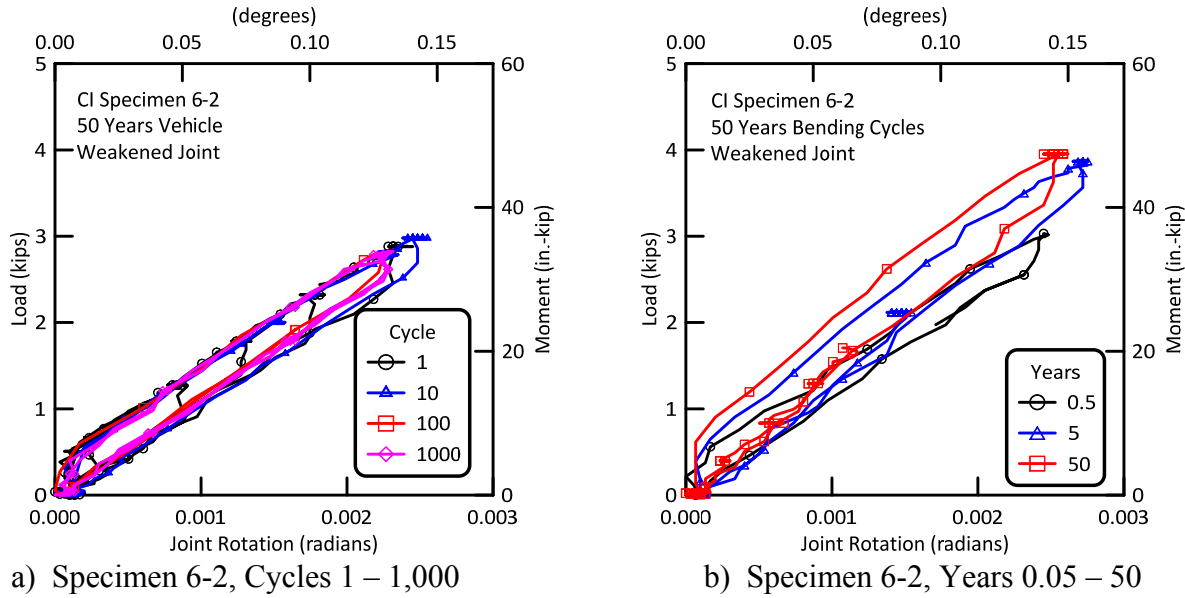 (degrees)
0.00 0.05 0.10 0.15
5
4
3
2
1
0
Load (kips)
CI Specimen 6-2
50 Years Vehicle
Weakened Joint
Cycle
1
10
100
1000
60
40
20
0
Moment (in.-kip)
0.000 0.001 0.002 0.003
Joint Rotation (radians)
a) Specimen 6-2, Cycles 1 – 1,000
(degrees)
0.00 0.05 0.10 0.15
5
4
3
2
1
0
Load (kips)
CI Specimen 6-2
50 Years Bending Cycles
Weakened Joint
Years
0.5
5
50
60
40
20
0
Moment (in.-kip)
0.000 0.001 0.002 0.003
Joint Rotation (radians)
b) Specimen 6-2, Years 0.05 – 50